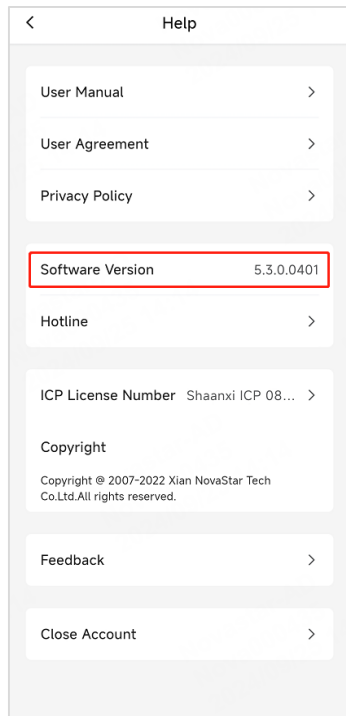 Help
User Manual
User Agreement
Privacy Policy
Software Version 5.3.0.0401
Hotline
ICP License Number Shaanxi ICP 08...
Copyright
Copyright @ 2007-2022 Xian NovaStar Tech
Co.Ltd.All rights reserved.
Feedback
Close Account